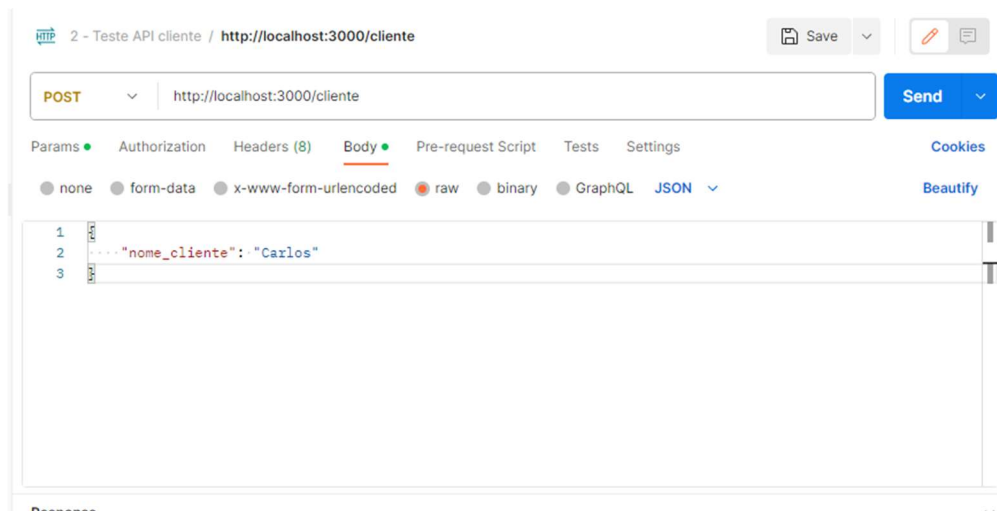 HTTP 2 - Teste API cliente / http://localhost:3000/cliente Save
POST http://localhost:3000/cliente Send
Params Authorization Headers (8) Body Pre-request Script Tests Settings Cookies
none form-data x-www-form-urlencoded raw binary GraphQL JSON Beautify
1 {
2 "nome_cliente": "Carlos"
3 }
Response